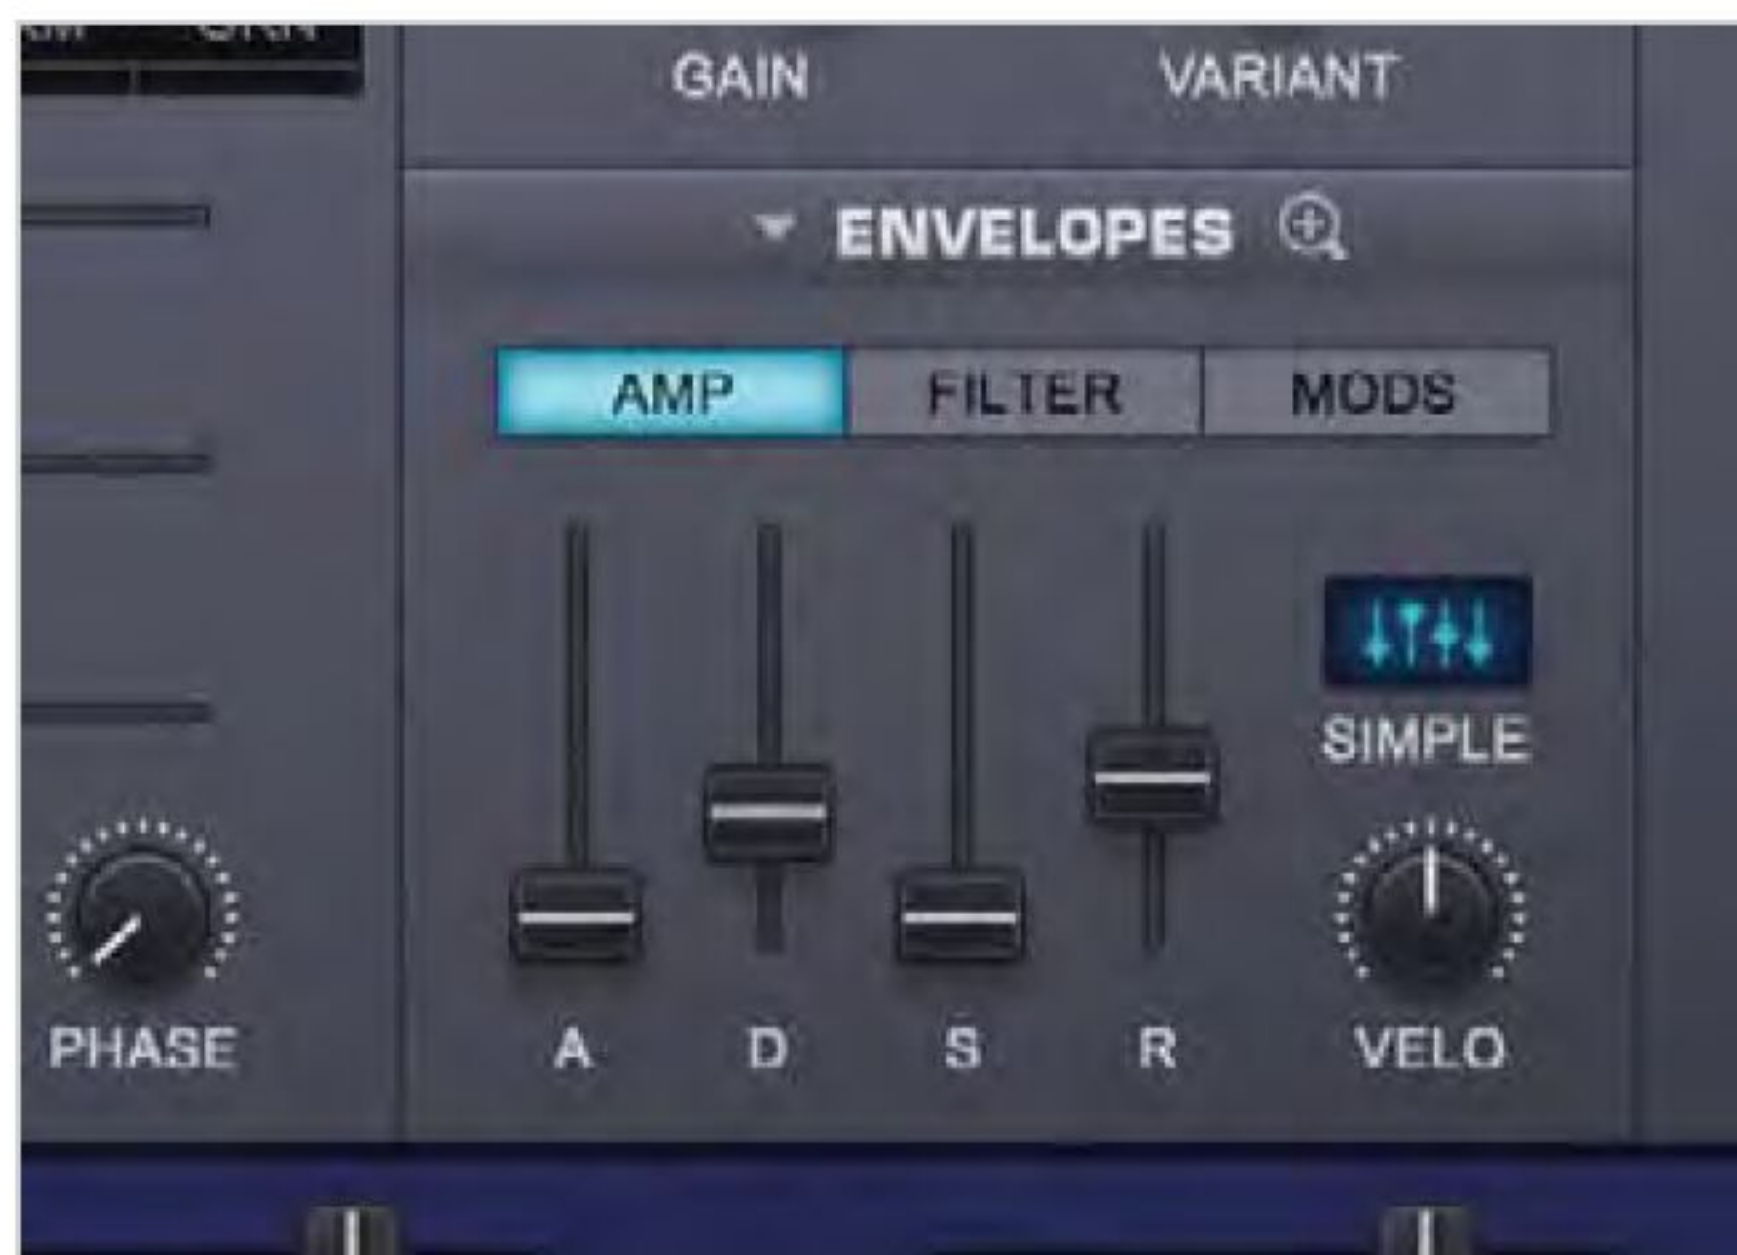 GAIN VARIANT
ENVELOPES
AMP FILTER MODS
SIMPLE
PHASE A D S R VELO